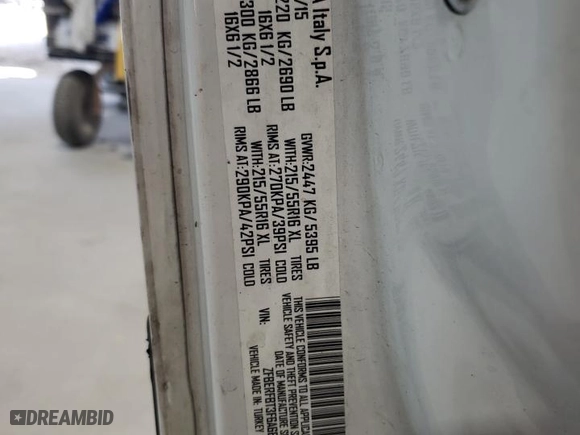 Italy S.p.A.
/15 GVWR:2447 KG/5395 LB
220 KG/2690 LB WITH:215/55R16 XL TIRES
16X6 1/2 RIMS AT:270KPA/39PSI COLD
300 KG/2866 LB WITH:215/55R16 XL TIRES
16X6 1/2 RIMS AT:290KPA/42PSI COLD
THIS VEHICLE CONFORMS TO ALL
VEHICLE SAFETY AND THEFT PREVENTION
DATE OF MANUFACTURE
VIN:
VEHICLE MADE IN: TURKEY
DREAMBID